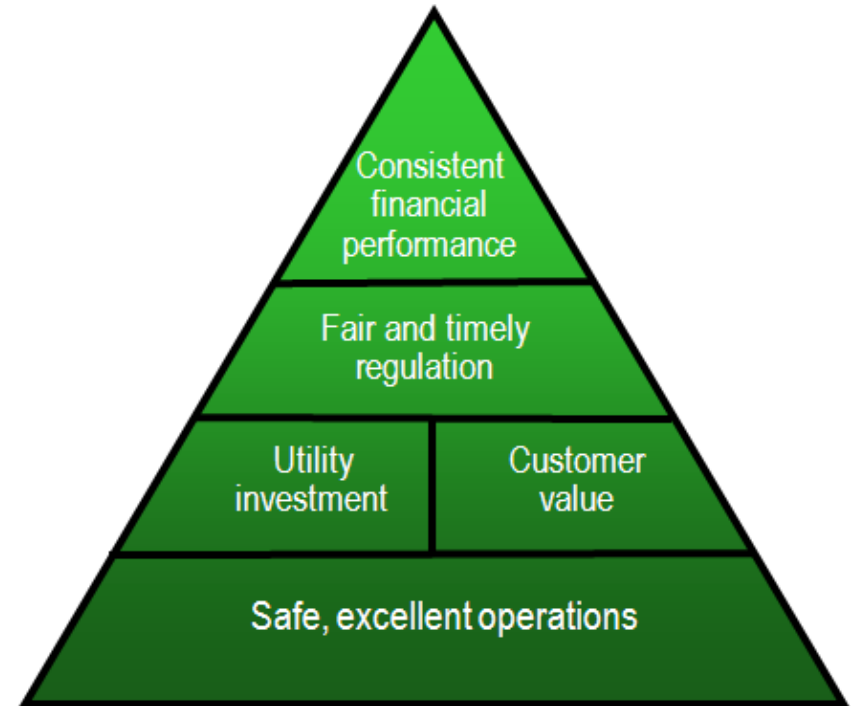 Consistent
financial
performance
Fair and timely
regulation
Utility
investment
Customer
value
Safe, excellent operations